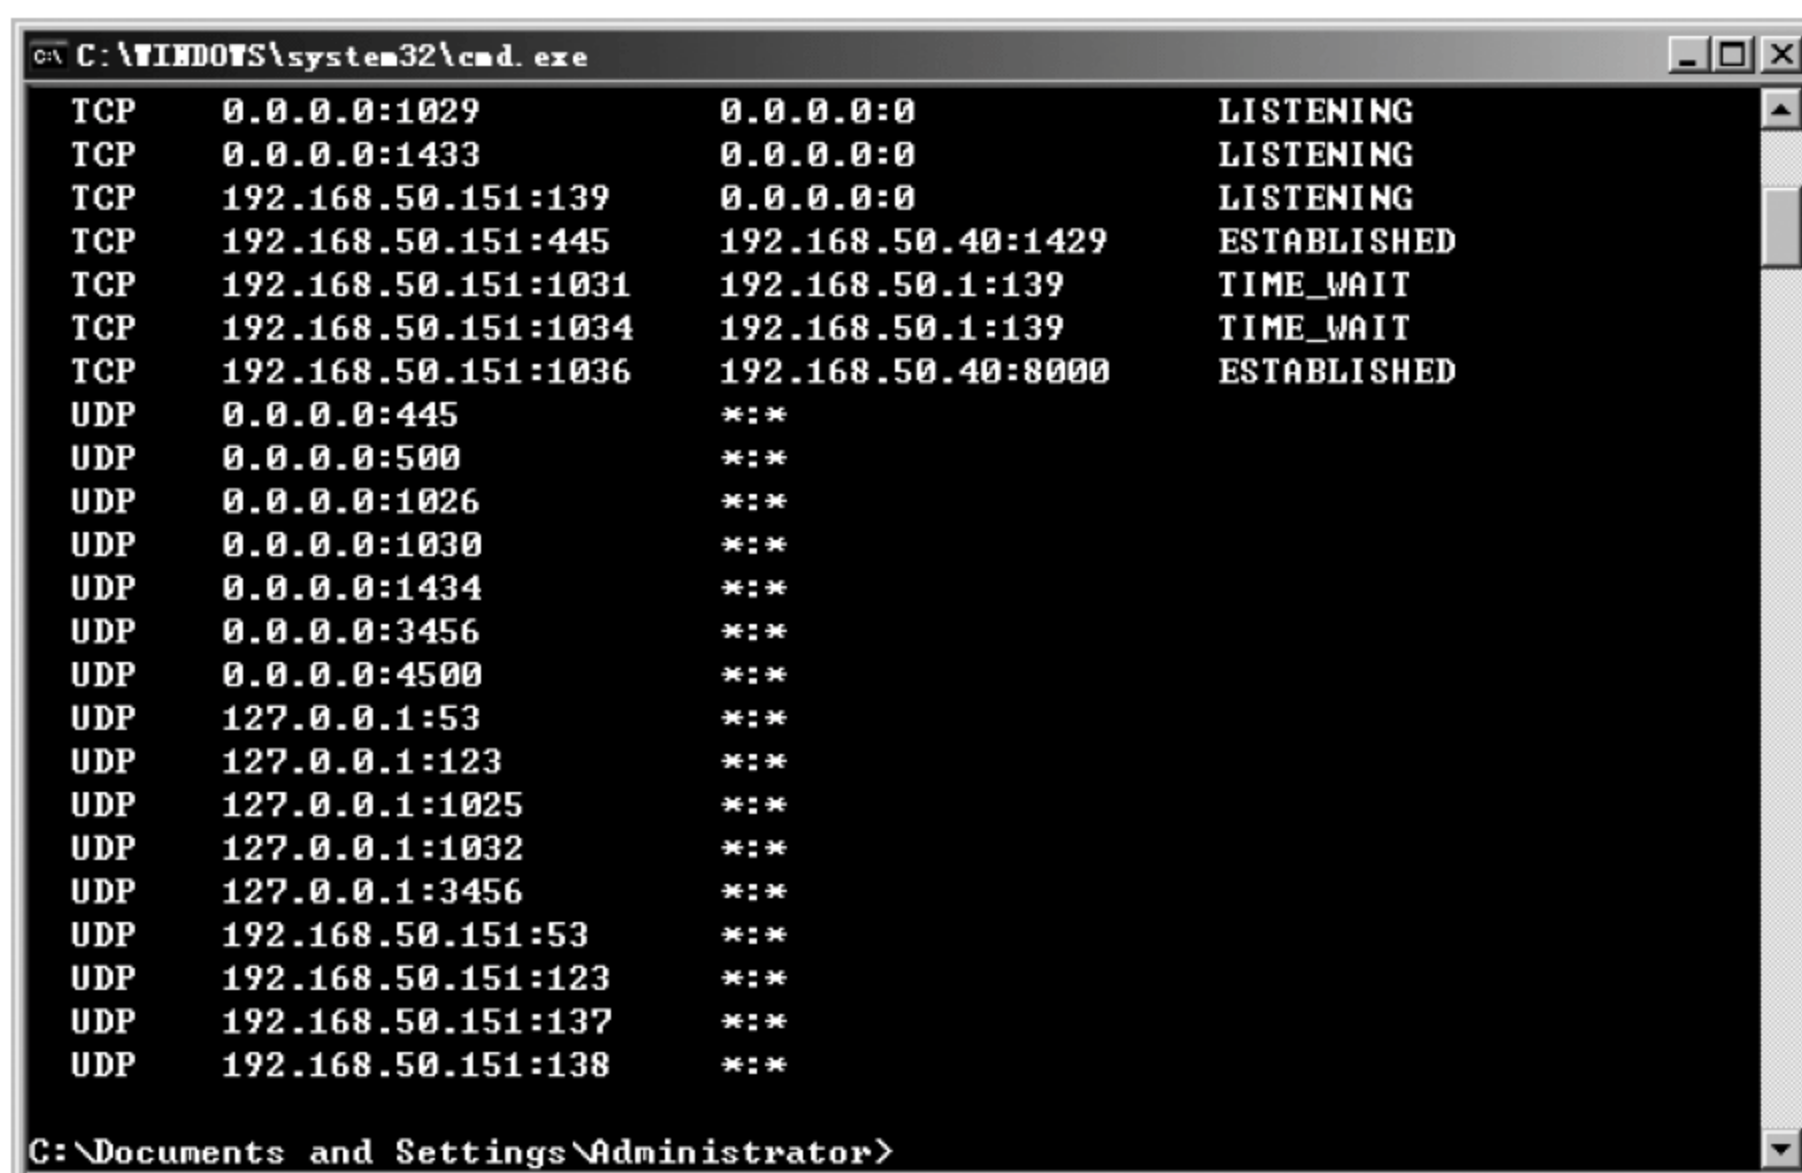 C:\WINDOWS\system32\cmd.exe
TCP 0.0.0.0:1029 0.0.0.0:0 LISTENING
TCP 0.0.0.0:1433 0.0.0.0:0 LISTENING
TCP 192.168.50.151:139 0.0.0.0:0 LISTENING
TCP 192.168.50.151:445 192.168.50.40:1429 ESTABLISHED
TCP 192.168.50.151:1031 192.168.50.1:139 TIME_WAIT
TCP 192.168.50.151:1034 192.168.50.1:139 TIME_WAIT
TCP 192.168.50.151:1036 192.168.50.40:8000 ESTABLISHED
UDP 0.0.0.0:445 *:*
UDP 0.0.0.0:500 *:*
UDP 0.0.0.0:1026 *:*
UDP 0.0.0.0:1030 *:*
UDP 0.0.0.0:1434 *:*
UDP 0.0.0.0:3456 *:*
UDP 0.0.0.0:4500 *:*
UDP 127.0.0.1:53 *:*
UDP 127.0.0.1:123 *:*
UDP 127.0.0.1:1025 *:*
UDP 127.0.0.1:1032 *:*
UDP 127.0.0.1:3456 *:*
UDP 192.168.50.151:53 *:*
UDP 192.168.50.151:123 *:*
UDP 192.168.50.151:137 *:*
UDP 192.168.50.151:138 *:*
C:\Documents and Settings\Administrator>